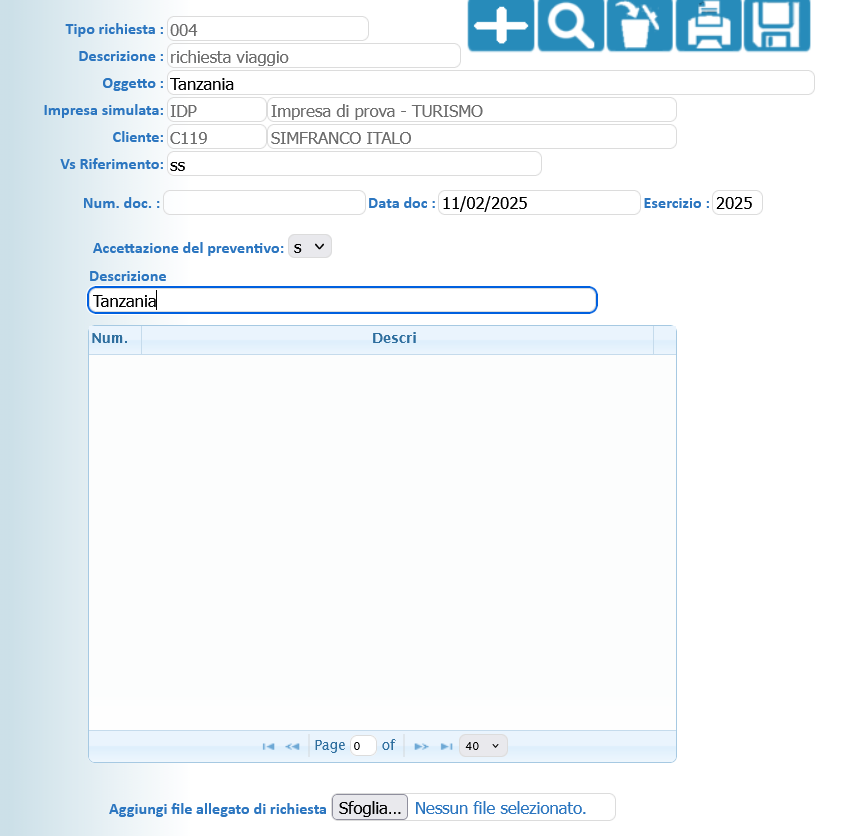 Tipo richiesta : 004
Descrizione : richiesta viaggio
Oggetto : Tanzania
Impresa simulata: IDP Impresa di prova - TURISMO
Cliente: C119 SIMFRANCO ITALO
Vs Riferimento: ss
Num. doc. : Data doc : 11/02/2025 Esercizio : 2025
Accettazione del preventivo: s
Descrizione
Tanzania
Num. Descri
Page 0 of 40
Aggiungi file allegato di richiesta Sfoglia... Nessun file selezionato.